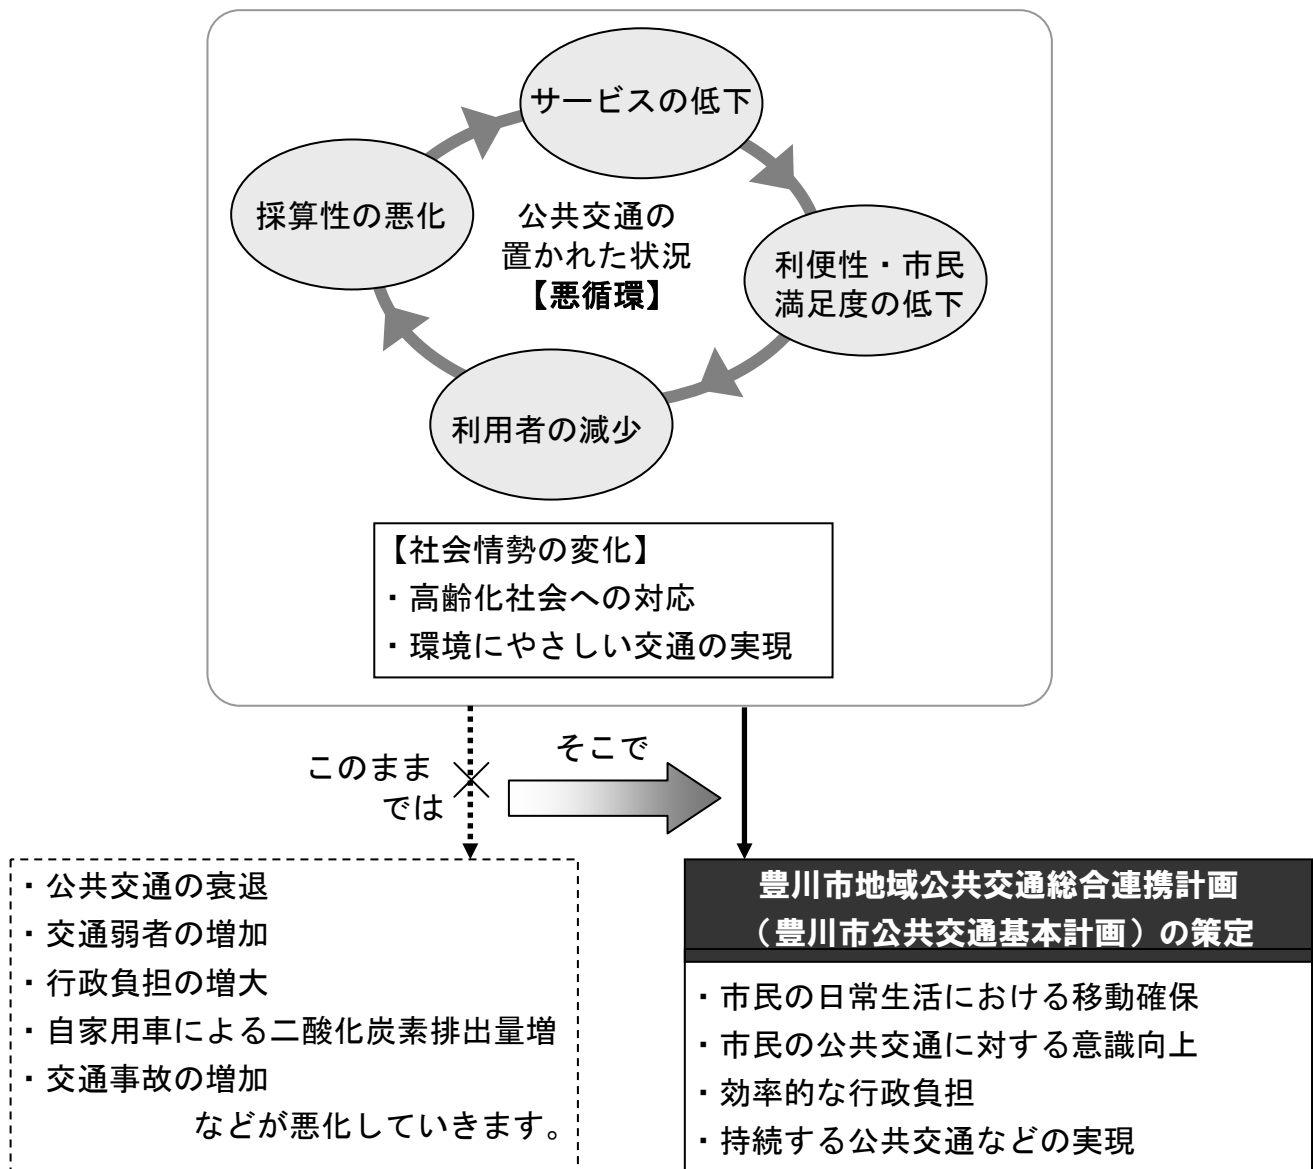 サービスの低下
採算性の悪化
公共交通の
置かれた状況
【悪循環】
利便性・市民
満足度の低下
利用者の減少
【社会情勢の変化】
・高齢化社会への対応
・環境にやさしい交通の実現
このまま
では
そこで
・公共交通の衰退
・交通弱者の増加
・行政負担の増大
・自家用車による二酸化炭素排出量増
・交通事故の増加
などが悪化していきます。
豊川市地域公共交通総合連携計画
（豊川市公共交通基本計画）の策定
・市民の日常生活における移動確保
・市民の公共交通に対する意識向上
・効率的な行政負担
・持続する公共交通などの実現